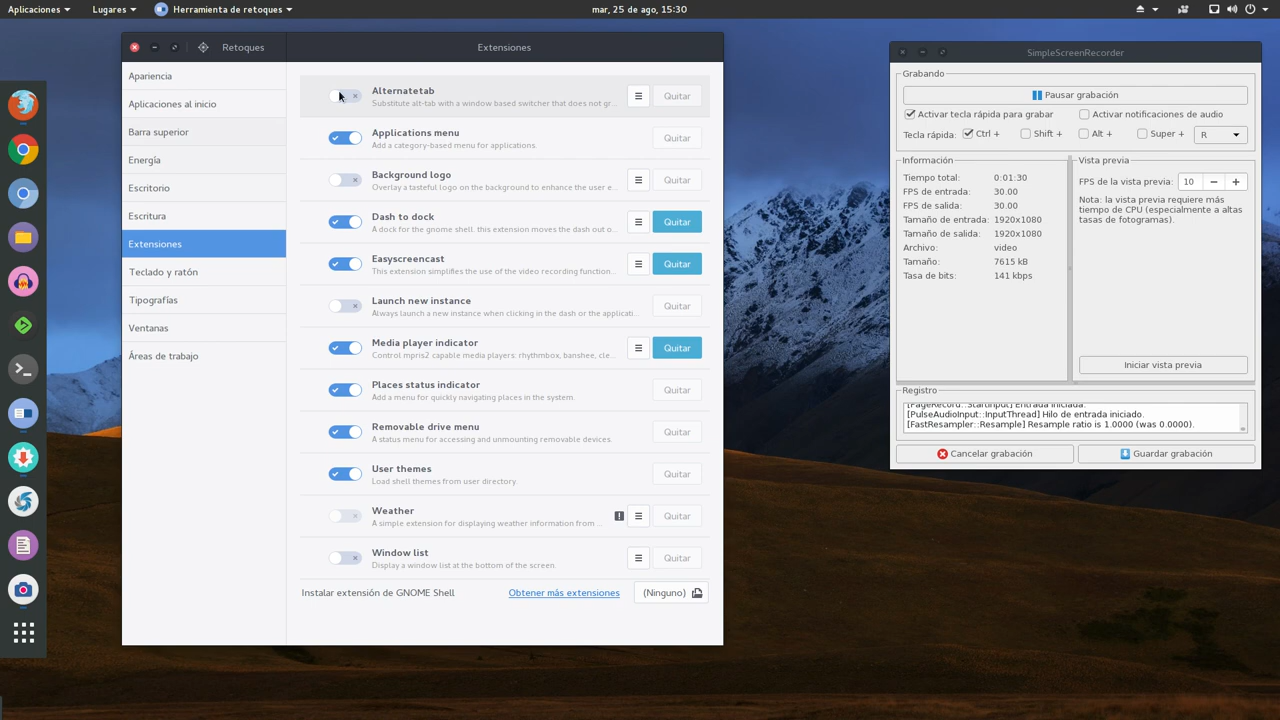 Aplicaciones
Lugares
Herramienta de retoques
mar, 25 de ago, 15:30
Retoques
Extensiones
Apariencia
Aplicaciones al inicio
Barra superior
Energía
Escritorio
Escritura
Extensiones
Teclado y ratón
Tipografías
Ventanas
Áreas de trabajo
Alternatetab
Substitute alt-tab with a window based switcher that does not gr...
Quitar
Applications menu
Add a category-based menu for applications.
Quitar
Background logo
Overlay a tasteful logo on the background to enhance the user e...
Quitar
Dash to dock
A dock for the gnome shell. this extension moves the dash out o...
Quitar
Easyscreencast
This extension simplifies the use of the video recording function...
Quitar
Launch new instance
Always launch a new instance when clicking in the dash or the applicati...
Quitar
Media player indicator
Control mpris2 capable media players: rhythmbox, banshee, cle...
Quitar
Places status indicator
Add a menu for quickly navigating places in the system.
Quitar
Removable drive menu
A status menu for accessing and unmounting removable devices.
Quitar
User themes
Load shell themes from user directory.
Quitar
Weather
A simple extension for displaying weather information from ...
Quitar
Window list
Display a window list at the bottom of the screen.
Quitar
Instalar extensión de GNOME Shell
Obtener más extensiones
(Ninguno)
SimpleScreenRecorder
Grabando
Pausar grabación
Activar tecla rápida para grabar
Activar notificaciones de audio
Tecla rápida:
Ctrl +
Shift +
Alt +
Super +
R
Información
Tiempo total: 0:01:30
FPS de entrada: 30.00
FPS de salida: 30.00
Tamaño de entrada: 1920x1080
Tamaño de salida: 1920x1080
Archivo: video
Tamaño: 7615 kB
Tasa de bits: 141 kbps
Vista previa
FPS de la vista previa: 10
Nota: la vista previa requiere más
tiempo de CPU (especialmente a altas
tasas de fotogramas).
Iniciar vista previa
Registro
[PageRecord::StartInput] Entrada iniciada.
[PulseAudioInput::InputThread] Hilo de entrada iniciado.
[FastResampler::Resample] Resample ratio is 1.0000 (was 0.0000).
Cancelar grabación
Guardar grabación